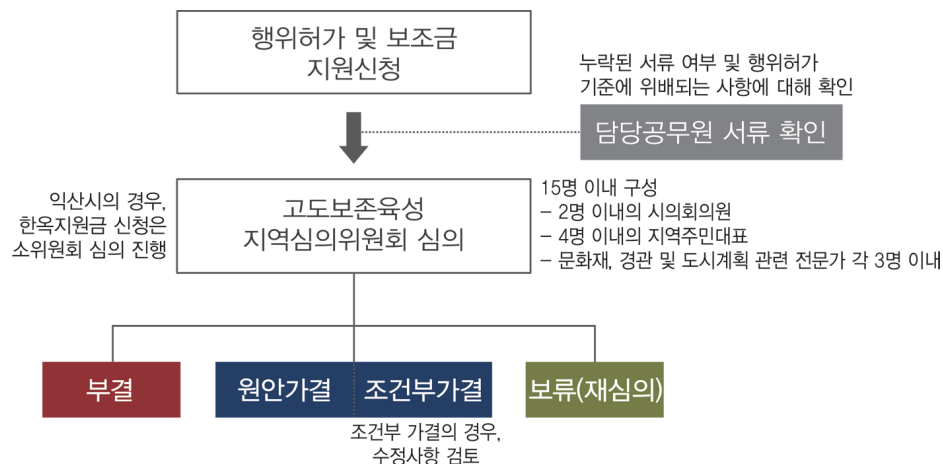 행위허가 및 보조금
지원신청
누락된 서류 여부 및 행위허가
기준에 위배되는 사항에 대해 확인
담당공무원 서류 확인
익산시의 경우,
한옥지원금 신청은
소위원회 심의 진행
고도보존육성
지역심의위원회 심의
15명 이내 구성
– 2명 이내의 시의회의원
– 4명 이내의 지역주민대표
– 문화재, 경관 및 도시계획 관련 전문가 각 3명 이내
부결
원안가결
조건부가결
보류(재심의)
조건부 가결의 경우,
수정사항 검토